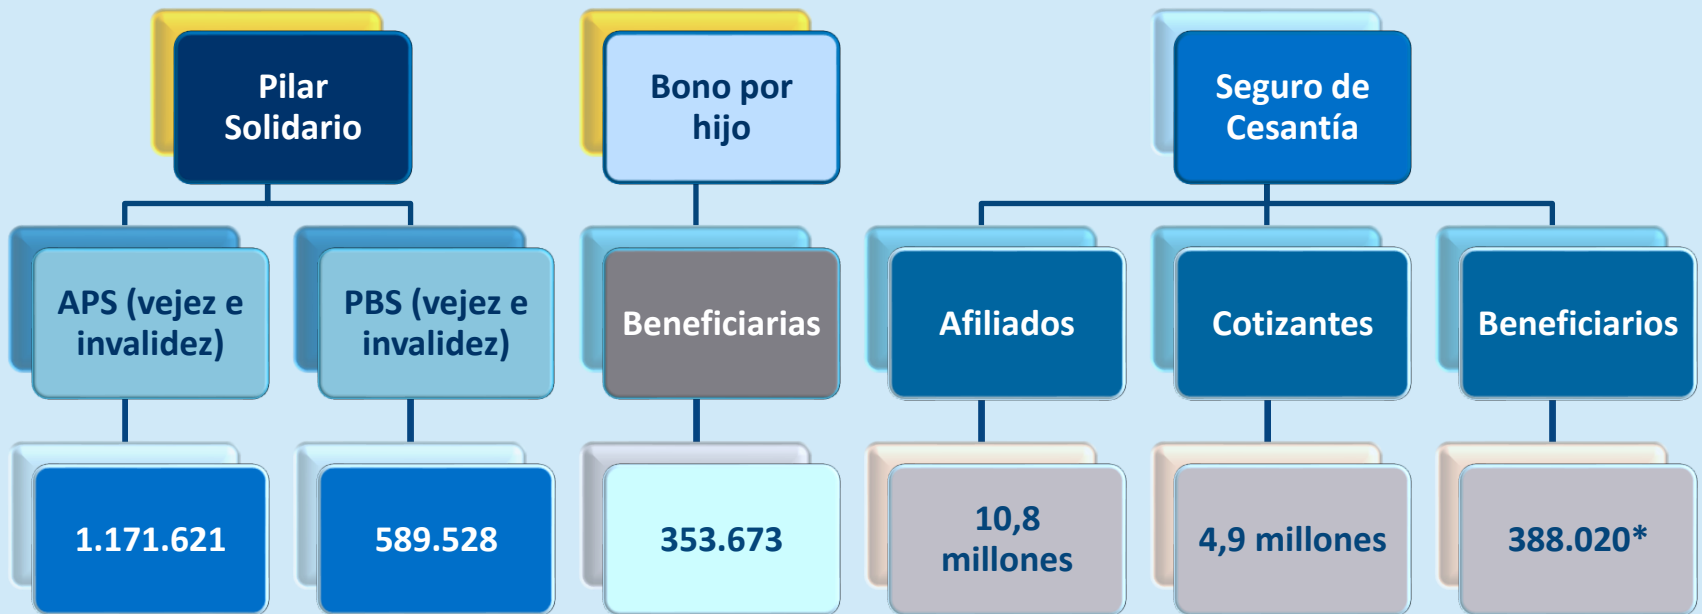 Pilar
Solidario
Bono por
hijo
Seguro de
Cesantía
APS (vejez e
invalidez)
PBS (vejez e
invalidez)
Beneficiarias
Afiliados
Cotizantes
Beneficiarios
1.171.621
589.528
353.673
10,8
millones
4,9 millones
388.020*